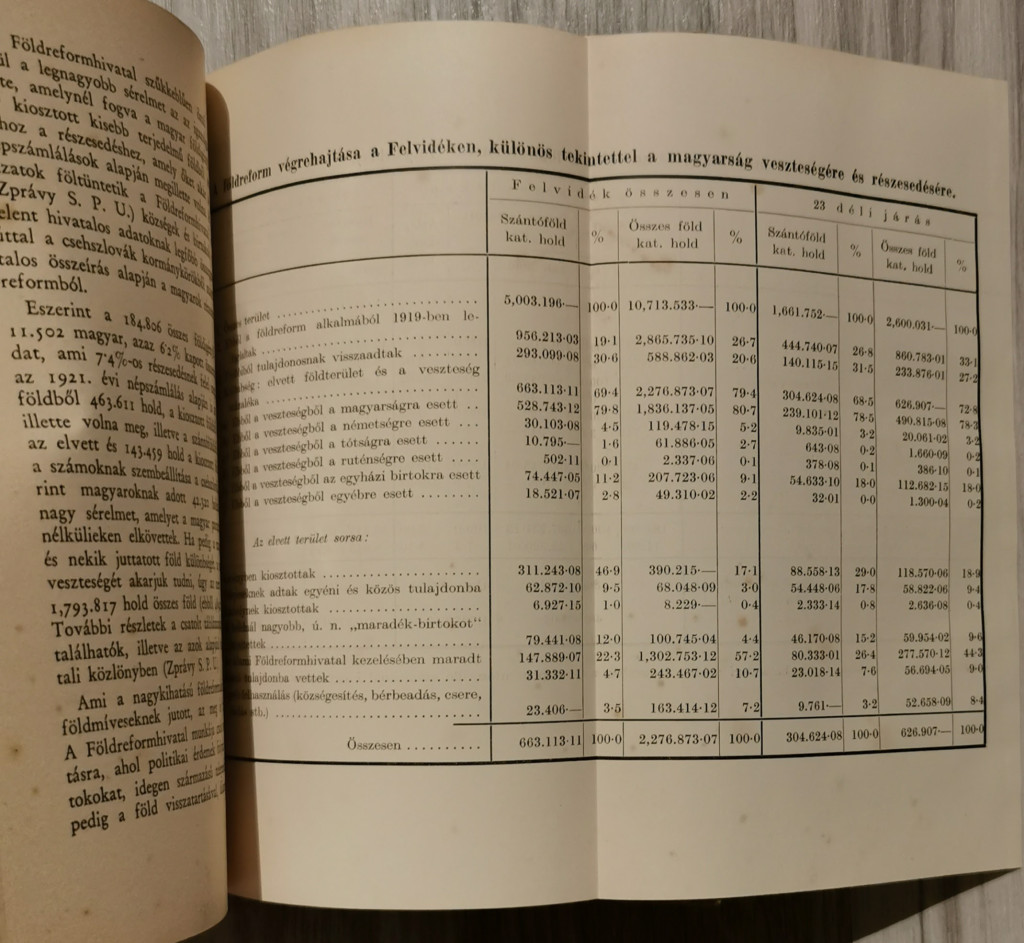 Földreformhivatal szűkkeblűen
a legnagyobb sérelmet az az
amelynél fogva a magyar
kiosztott kisebb terjedelmű
a részesedéshez, amely őket
alapján megillette volna
föltüntetik a Földreform
Zprávy S. P. U.) községek és
hivatalos adatoknak
a csehszlovák kormánykörök
összeírás alapján a magyarok
reformból.
Eszerint a 184.806 összes
11.502 magyar, azaz 6·2% kapott
dat, ami 7·4%-os részesedésnek felel
az 1921. évi népszámlálás alapján a
földből 463.611 hold, a kiosztott
illette volna meg, illetve a
az elvett és 143.459 hold a
a számoknak szembeállítása a
rint magyaroknak adott
nagy sérelmet, amelyet a magyar
nélkülieken elkövettek. Ha pedig a
és nekik juttatott föld
veszteségét akarjuk tudni, úgy az
1,793.817 hold összes föld
További részletek a csatolt
találhatók, illetve az azok alapjául
tali közlönyben (Zprávy S. P. U.
Ami a nagykihatású földreform
földmíveseknek jutott, az meg
A Földreformhivatal munkája
tásra, ahol politikai érdemek
tokokat, idegen származású
pedig a föld visszatartásával
A földreform végrehajtása a Felvidéken, különös tekintettel a magyarság veszteségére és részesedésére.
Felvidék összesen 23 déli járás
Szántóföld kat. hold % Összes föld kat. hold % Szántóföld kat. hold % Összes föld kat. hold %
terület 5,003.196·— 100·0 10,713.533·— 100·0 1,661.752·— 100·0 2,600.031·— 100·0
a földreform alkalmából 1919-ben le-
956.213·03 19·1 2,865.735·10 26·7 444.740·07 26·8 860.783·01 33·1
tulajdonosnak visszaadtak 293.099·08 30·6 588.862·03 20·6 140.115·15 31·5 233.876·01 27·2
elvett földterület és a veszteség
663.113·11 69·4 2,276.873·07 79·4 304.624·08 68·5 626.907·— 72·8
a veszteségből a magyarságra esett 528.743·12 79·8 1,836.137·05 80·7 239.101·12 78·5 490.815·08 78·3
a veszteségből a németségre esett 30.103·08 4·5 119.478·15 5·2 9.835·01 3·2 20.061·02 3·2
a veszteségből a tótságra esett 10.795·— 1·6 61.886·05 2·7 643·08 0·2 1.660·09 0·2
a veszteségből a ruténségre esett 502·11 0·1 2.337·06 0·1 378·08 0·1 386·10 0·1
a veszteségből az egyházi birtokra esett 74.447·05 11·2 207.723·06 9·1 54.633·10 18·0 112.682·15 18·0
a veszteségből egyébre esett 18.521·07 2·8 49.310·02 2·2 32·01 0·0 1.300·04 0·2
Az elvett terület sorsa:
kiosztottak 311.243·08 46·9 390.215·— 17·1 88.558·13 29·0 118.570·06 18·9
adtak egyéni és közös tulajdonba 62.872·10 9·5 68.048·09 3·0 54.448·06 17·8 58.822·06 9·4
kiosztottak 6.927·15 1·0 8.229·— 0·4 2.333·14 0·8 2.636·08 0·4
nagyobb, ú. n. „maradék-birtokot“
79.441·08 12·0 100.745·04 4·4 46.170·08 15·2 59.954·02 9·6
Földreformhivatal kezelésében maradt 147.889·07 22·3 1,302.753·12 57·2 80.333·01 26·4 277.570·12 44·3
vettek 31.332·11 4·7 243.467·02 10·7 23.018·14 7·6 56.694·05 9·0
(községesítés, bérbeadás, csere,
stb.) 23.406·— 3·5 163.414·12 7·2 9.761·— 3·2 52.658·09 8·4
Összesen 663.113·11 100·0 2,276.873·07 100·0 304.624·08 100·0 626.907·— 100·0